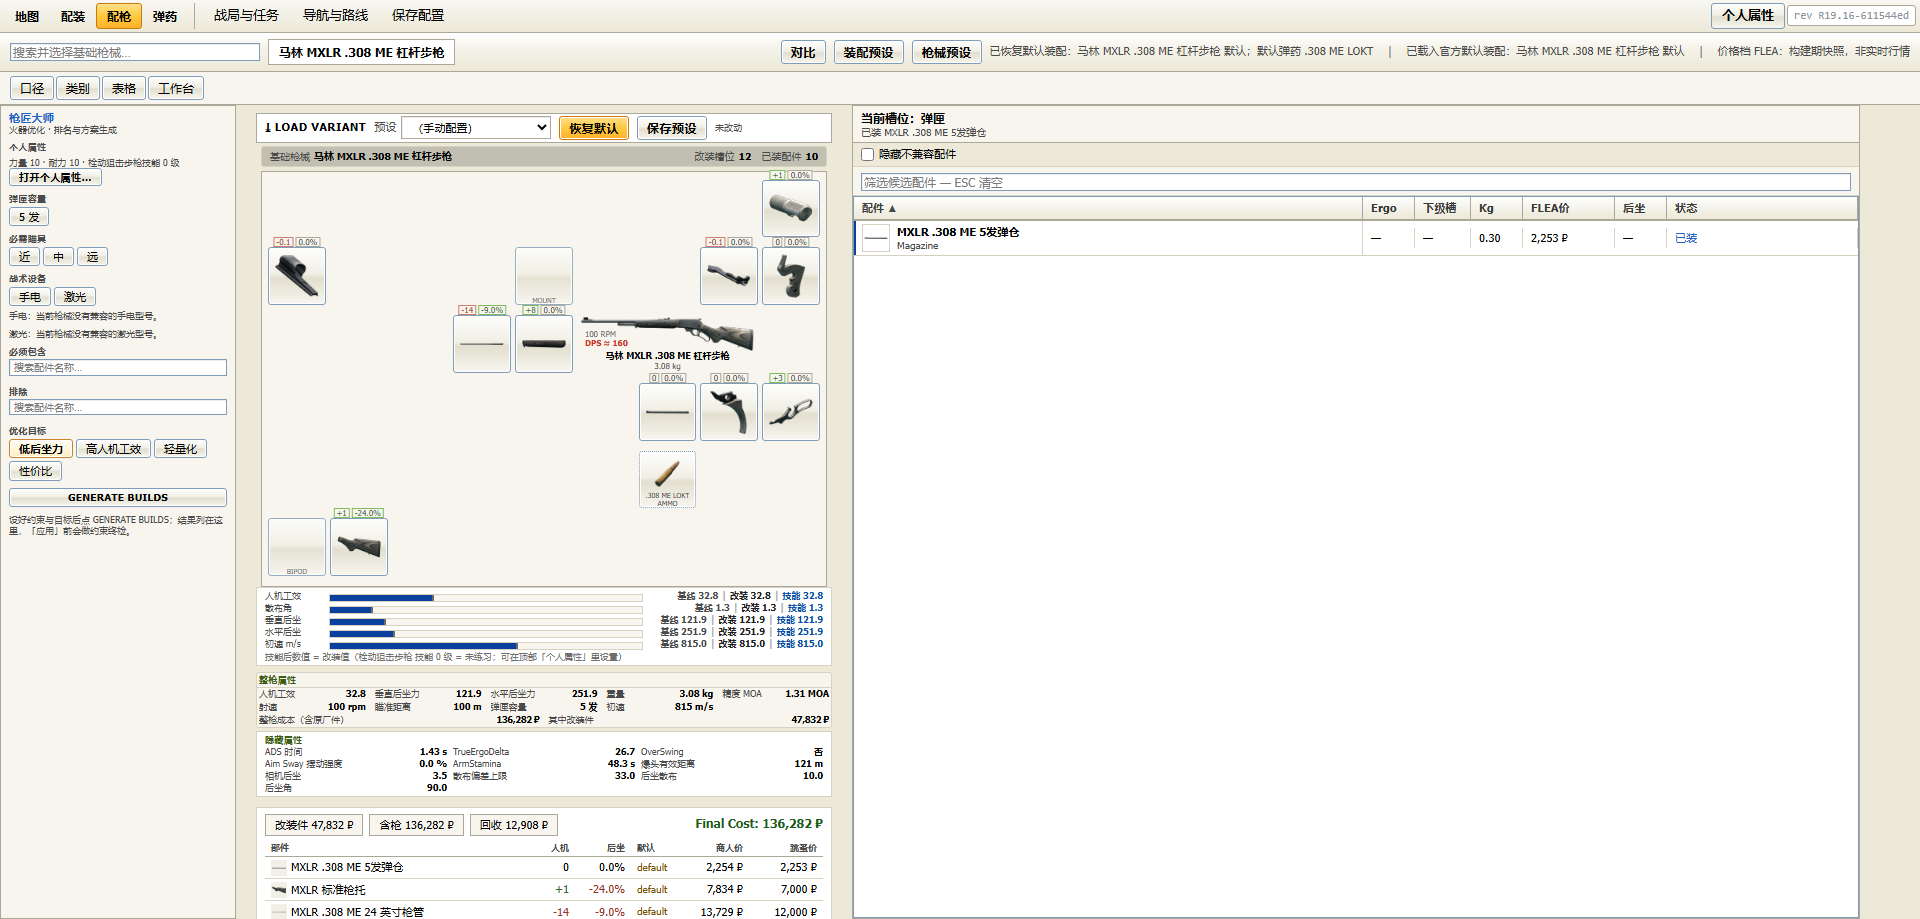 地图 配装 配枪 弹药 战局与任务 导航与路线 保存配置 个人属性 rev R19.16-611544ed
搜索并选择基础枪械... 马林 MXLR .308 ME 杠杆步枪 对比 装配预设 枪械预设 已恢复默认装配：马林 MXLR .308 ME 杠杆步枪 默认；默认弹药 .308 ME LOKT | 已载入官方默认装配：马林 MXLR .308 ME 杠杆步枪 默认 | 价格档 FLEA：构建期快照，非实时行情
口径 类别 表格 工作台
枪匠大师
火器优化 · 排名与方案生成
个人属性
力量 10 · 耐力 10 · 栓动狙击步枪技能 0 级
打开个人属性...
弹匣容量
5 发
必需瞄具
近 中 远
战术设备
手电 激光
手电：当前枪械没有兼容的手电型号。
激光：当前枪械没有兼容的激光型号。
必须包含
搜索配件名称...
排除
搜索配件名称...
优化目标
低后坐力 高人机工效 轻量化
性价比
GENERATE BUILDS
设好约束与目标后点 GENERATE BUILDS；结果列在这
里，「应用」前会做约束终检。
LOAD VARIANT 预设 (手动配置) 恢复默认 保存预设 未改动
基础枪械 马林 MXLR .308 ME 杠杆步枪 改装槽位 12 已装配件 10
+1 0.0%
-0.1 0.0% -0.1 0.0% 0 0.0%
MOUNT
-14 -9.0% +8 0.0%
100 RPM
DPS ≈ 160
马林 MXLR .308 ME 杠杆步枪
3.08 kg
0 0.0% 0 0.0% +3 0.0%
.308 ME LOKT
AMMO
+1 -24.0%
BIPOD
人机工效 基线 32.8 | 改装 32.8 | 技能 32.8
散布角 基线 1.3 | 改装 1.3 | 技能 1.3
垂直后坐 基线 121.9 | 改装 121.9 | 技能 121.9
水平后坐 基线 251.9 | 改装 251.9 | 技能 251.9
初速 m/s 基线 815.0 | 改装 815.0 | 技能 815.0
技能后数值 = 改装值（栓动狙击步枪 技能 0 级 = 未练习；可在顶部「个人属性」里设置）
整枪属性
人机工效 32.8 垂直后坐力 121.9 水平后坐力 251.9 重量 3.08 kg 精度 MOA 1.31 MOA
射速 100 rpm 瞄准距离 100 m 弹匣容量 5 发 初速 815 m/s
整枪成本（含原厂件） 136,282 ₽ 其中改装件 47,832 ₽
隐藏属性
ADS 时间 1.43 s TrueErgoDelta 26.7 OverSwing 否
Aim Sway 摆动强度 0.0 % ArmStamina 48.3 s 爆头有效距离 121 m
相机后坐 3.5 散布偏差上限 33.0 后坐散布 10.0
后坐角 90.0
改装件 47,832 ₽ 含枪 136,282 ₽ 回收 12,908 ₽ Final Cost: 136,282 ₽
部件 人机 后坐 默认 商人价 跳蚤价
MXLR .308 ME 5发弹仓 0 0.0% default 2,254 ₽ 2,253 ₽
MXLR 标准枪托 +1 -24.0% default 7,834 ₽ 7,000 ₽
MXLR .308 ME 24 英寸枪管 -14 -9.0% default 13,729 ₽ 12,000 ₽
当前槽位：弹匣
已装 MXLR .308 ME 5发弹仓
隐藏不兼容配件
筛选候选配件 — ESC 清空
配件 ▲ Ergo 下级槽 Kg FLEA价 后坐 状态
MXLR .308 ME 5发弹仓 — — 0.30 2,253 ₽ — 已装
Magazine